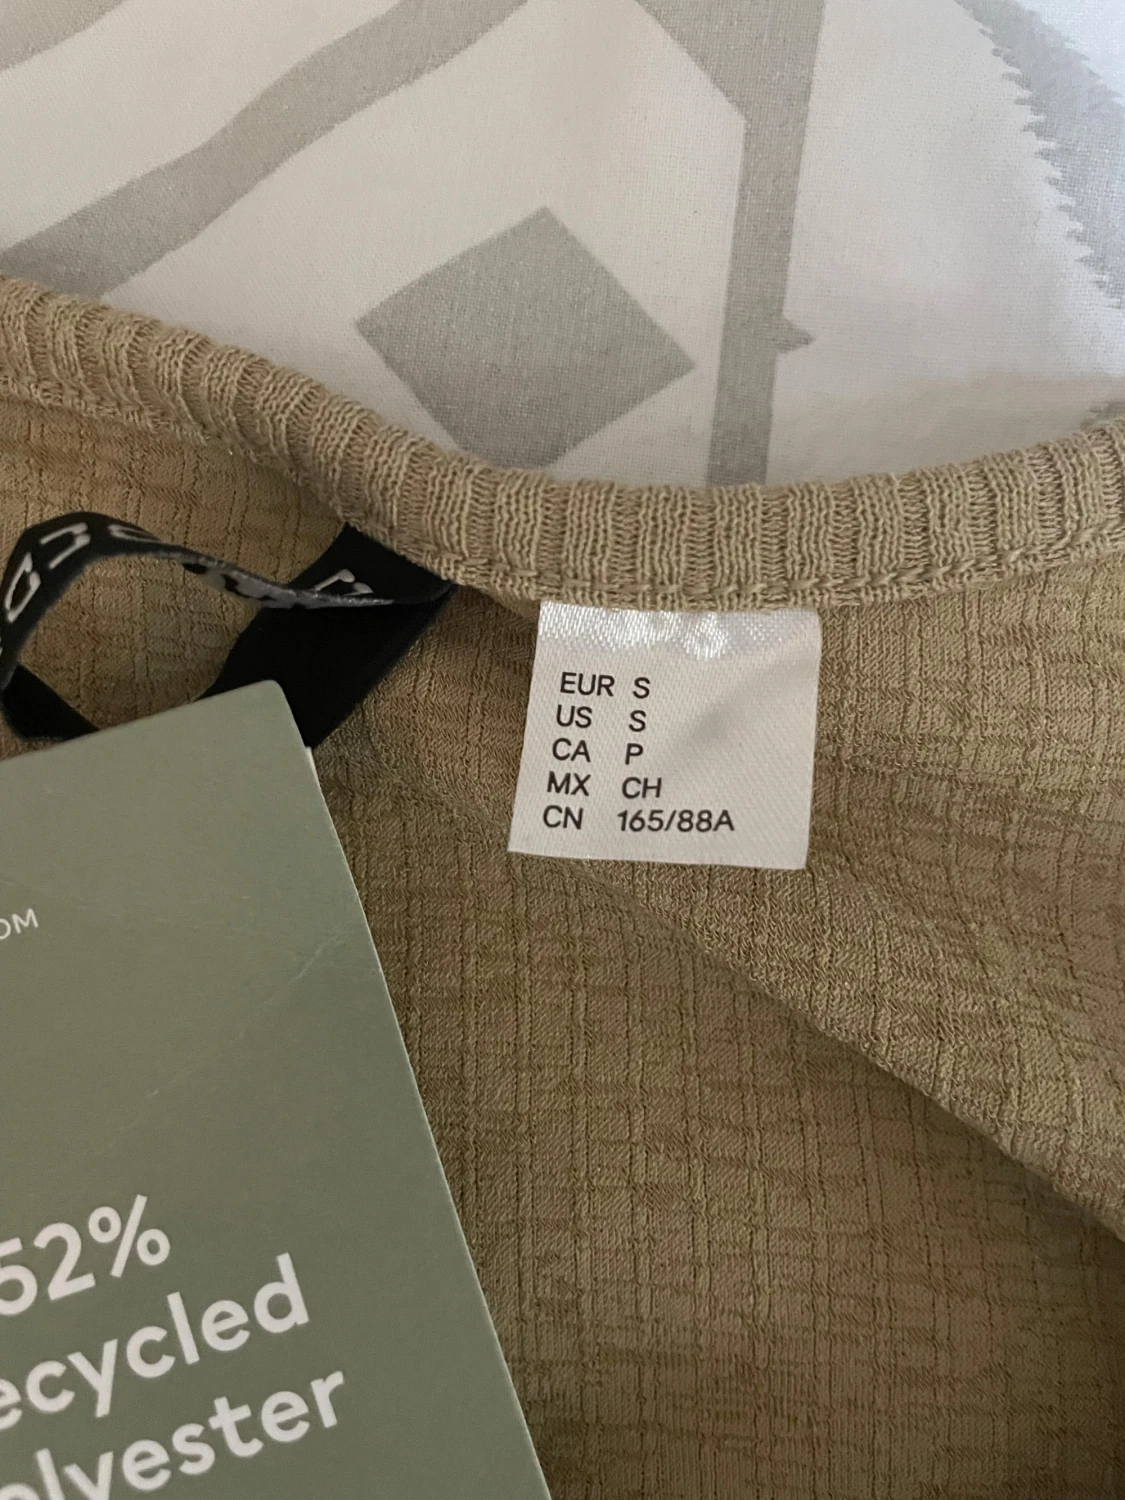 EUR S
US S
CA P
MX CH
CN 165/88A
OM
52%
ecycled
olyester